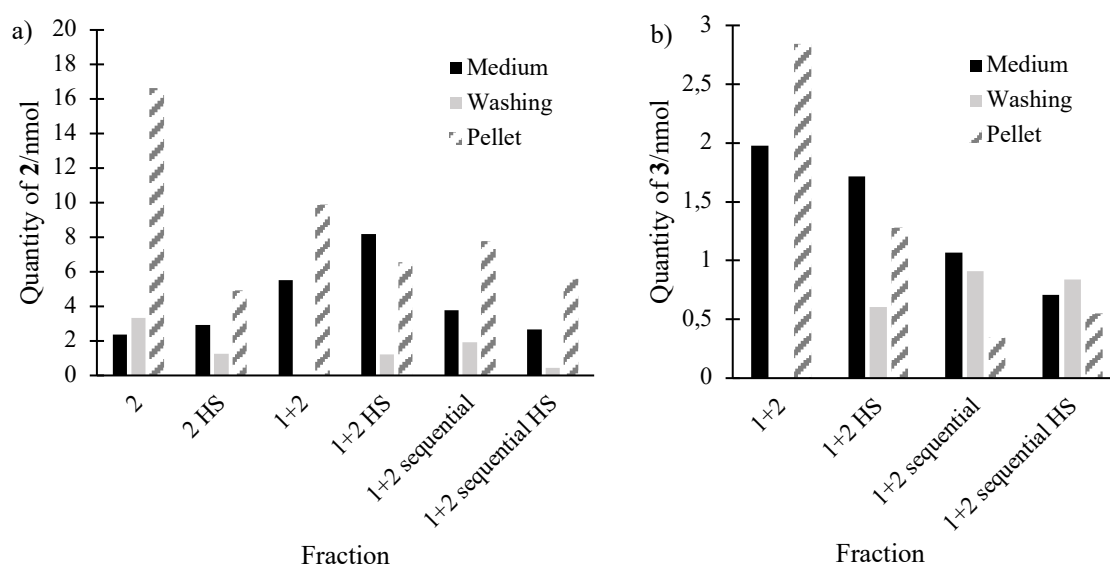 a)
Quantity of 2/nmol
20
18
16
14
12
10
8
6
4
2
0
Medium
Washing
Pellet
2
2 HS
1+2
1+2 HS
1+2 sequential
1+2 sequential HS
Fraction
b)
Quantity of 3/nmol
3
2,5
2
1,5
1
0,5
0
Medium
Washing
Pellet
1+2
1+2 HS
1+2 sequential
1+2 sequential HS
Fraction